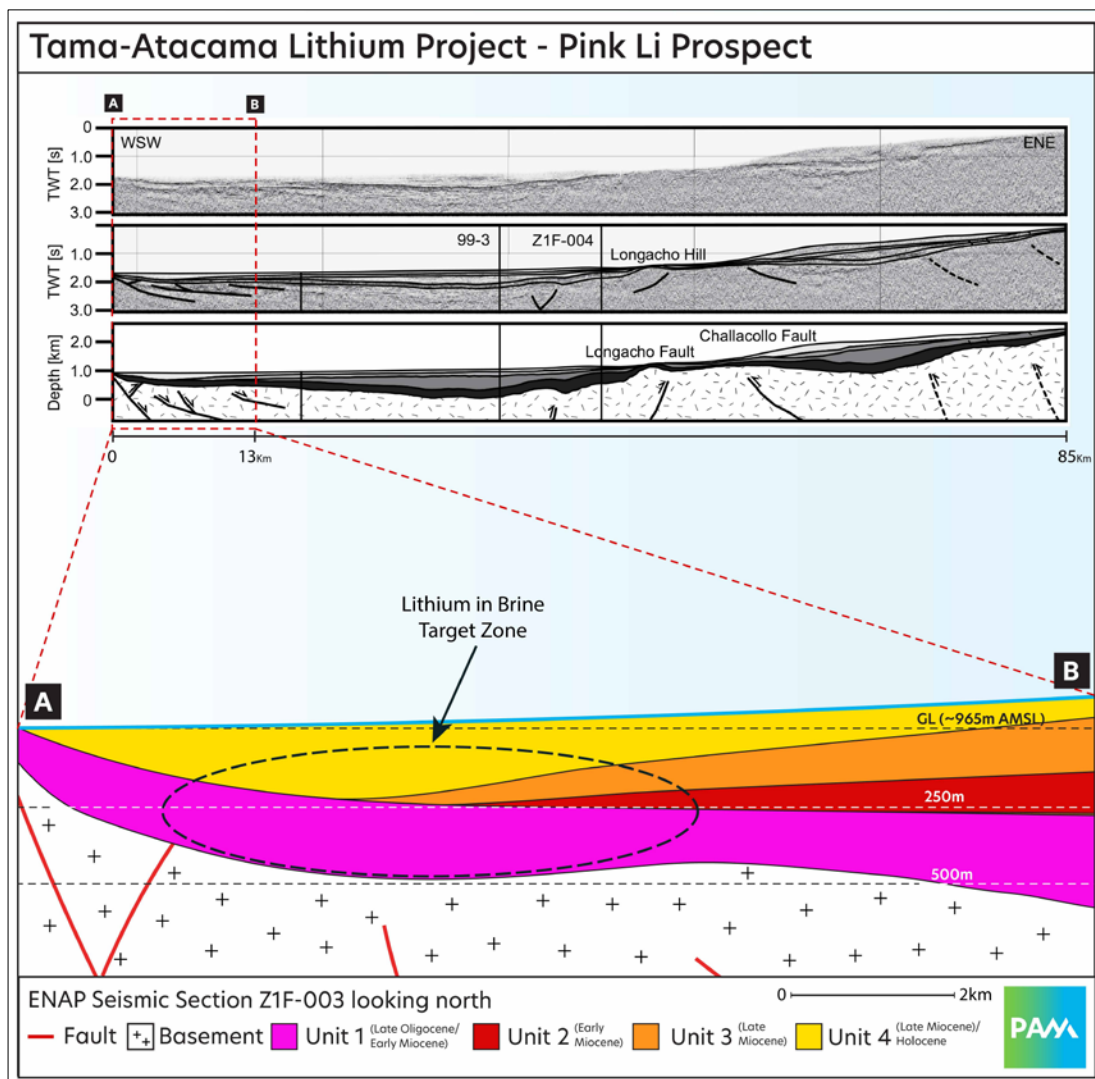 Tama-Atacama Lithium Project - Pink Li Prospect
A
B
WSW
ENE
TWT [s]
0
1.0
2.0
3.0
99-3
Z1F-004
Longacho Hill
TWT [s]
1.0
2.0
3.0
Challacollo Fault
Longacho Fault
Depth [km]
2.0
1.0
0
0
13Km
85Km
Lithium in Brine
Target Zone
A
B
GL (~965m AMSL)
250m
500m
ENAP Seismic Section Z1F-003 looking north
0
2km
Fault
Basement
Unit 1 (Late Oligocene/
Early Miocene)
Unit 2 (Early
Miocene)
Unit 3 (Late
Miocene)
Unit 4 (Late Miocene)/
Holocene
PAM